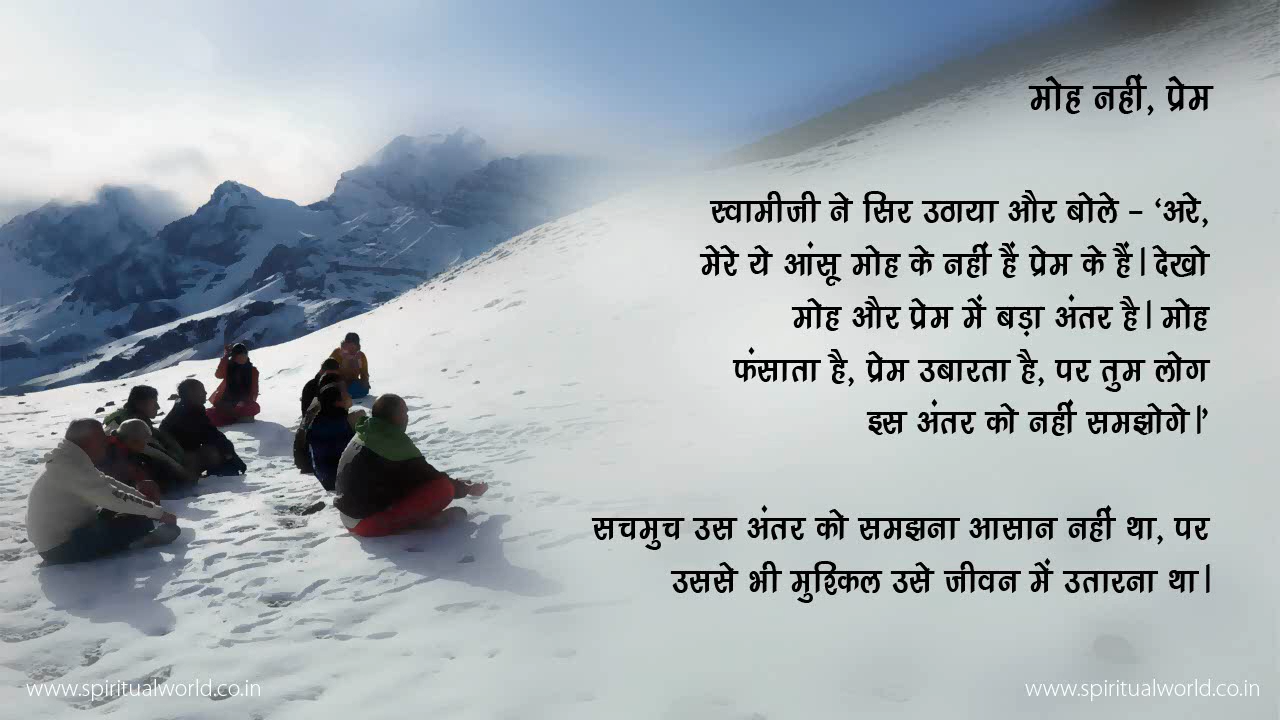 मोह नहीं, प्रेम
स्वामीजी ने सिर उठाया और बोले – ‘अरे,
मेरे ये आंसू मोह के नहीं हैं प्रेम के हैं। देखो
मोह और प्रेम में बड़ा अंतर है। मोह
फंसाता है, प्रेम उबारता है, पर तुम लोग
इस अंतर को नहीं समझोगे।’
सचमुच उस अंतर को समझना आसान नहीं था, पर
उससे भी मुश्किल उसे जीवन में उतारना था।
www.spiritualworld.co.in
www.spiritualworld.co.in